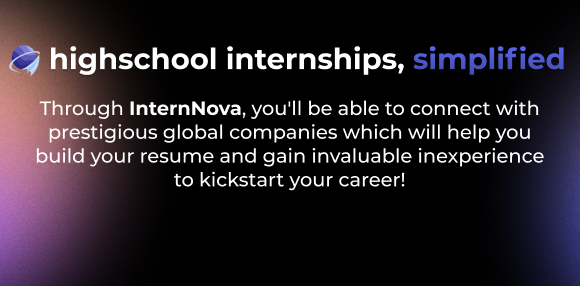 highschool internships, simplified
Through InternNova, you'll be able to connect with
prestigious global companies which will help you
build your resume and gain invaluable inexperience
to kickstart your career!